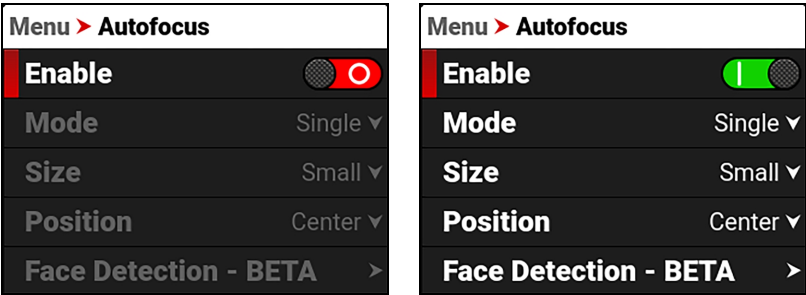 Menu ➤ Autofocus
Enable
Mode Single
Size Small
Position Center
Face Detection - BETA
Menu ➤ Autofocus
Enable
Mode Single
Size Small
Position Center
Face Detection - BETA